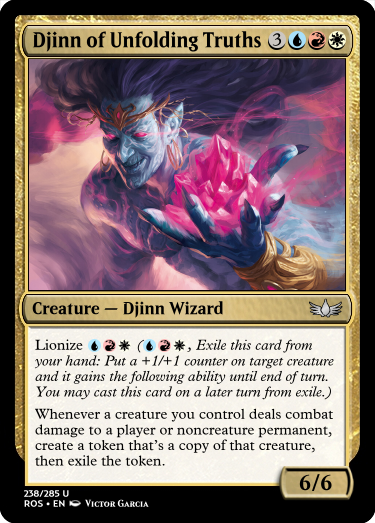 Djinn of Unfolding Truths 3
Creature — Djinn Wizard
Lionize ( , Exile this card from
your hand: Put a +1/+1 counter on target creature
and it gains the following ability until end of turn.
You may cast this card on a later turn from exile.)
Whenever a creature you control deals combat
damage to a player or noncreature permanent,
create a token that's a copy of that creature,
then exile the token.
6/6
238/285 U
ROS • EN Victor Garcia